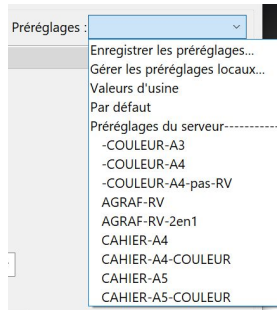 Préréglages :
Enregistrer les préréglages...
Gérer les préréglages locaux...
Valeurs d'usine
Par défaut
Préréglages du serveur-----------
-COULEUR-A3
-COULEUR-A4
-COULEUR-A4-pas-RV
AGRAF-RV
AGRAF-RV-2en1
CAHIER-A4
CAHIER-A4-COULEUR
CAHIER-A5
CAHIER-A5-COULEUR